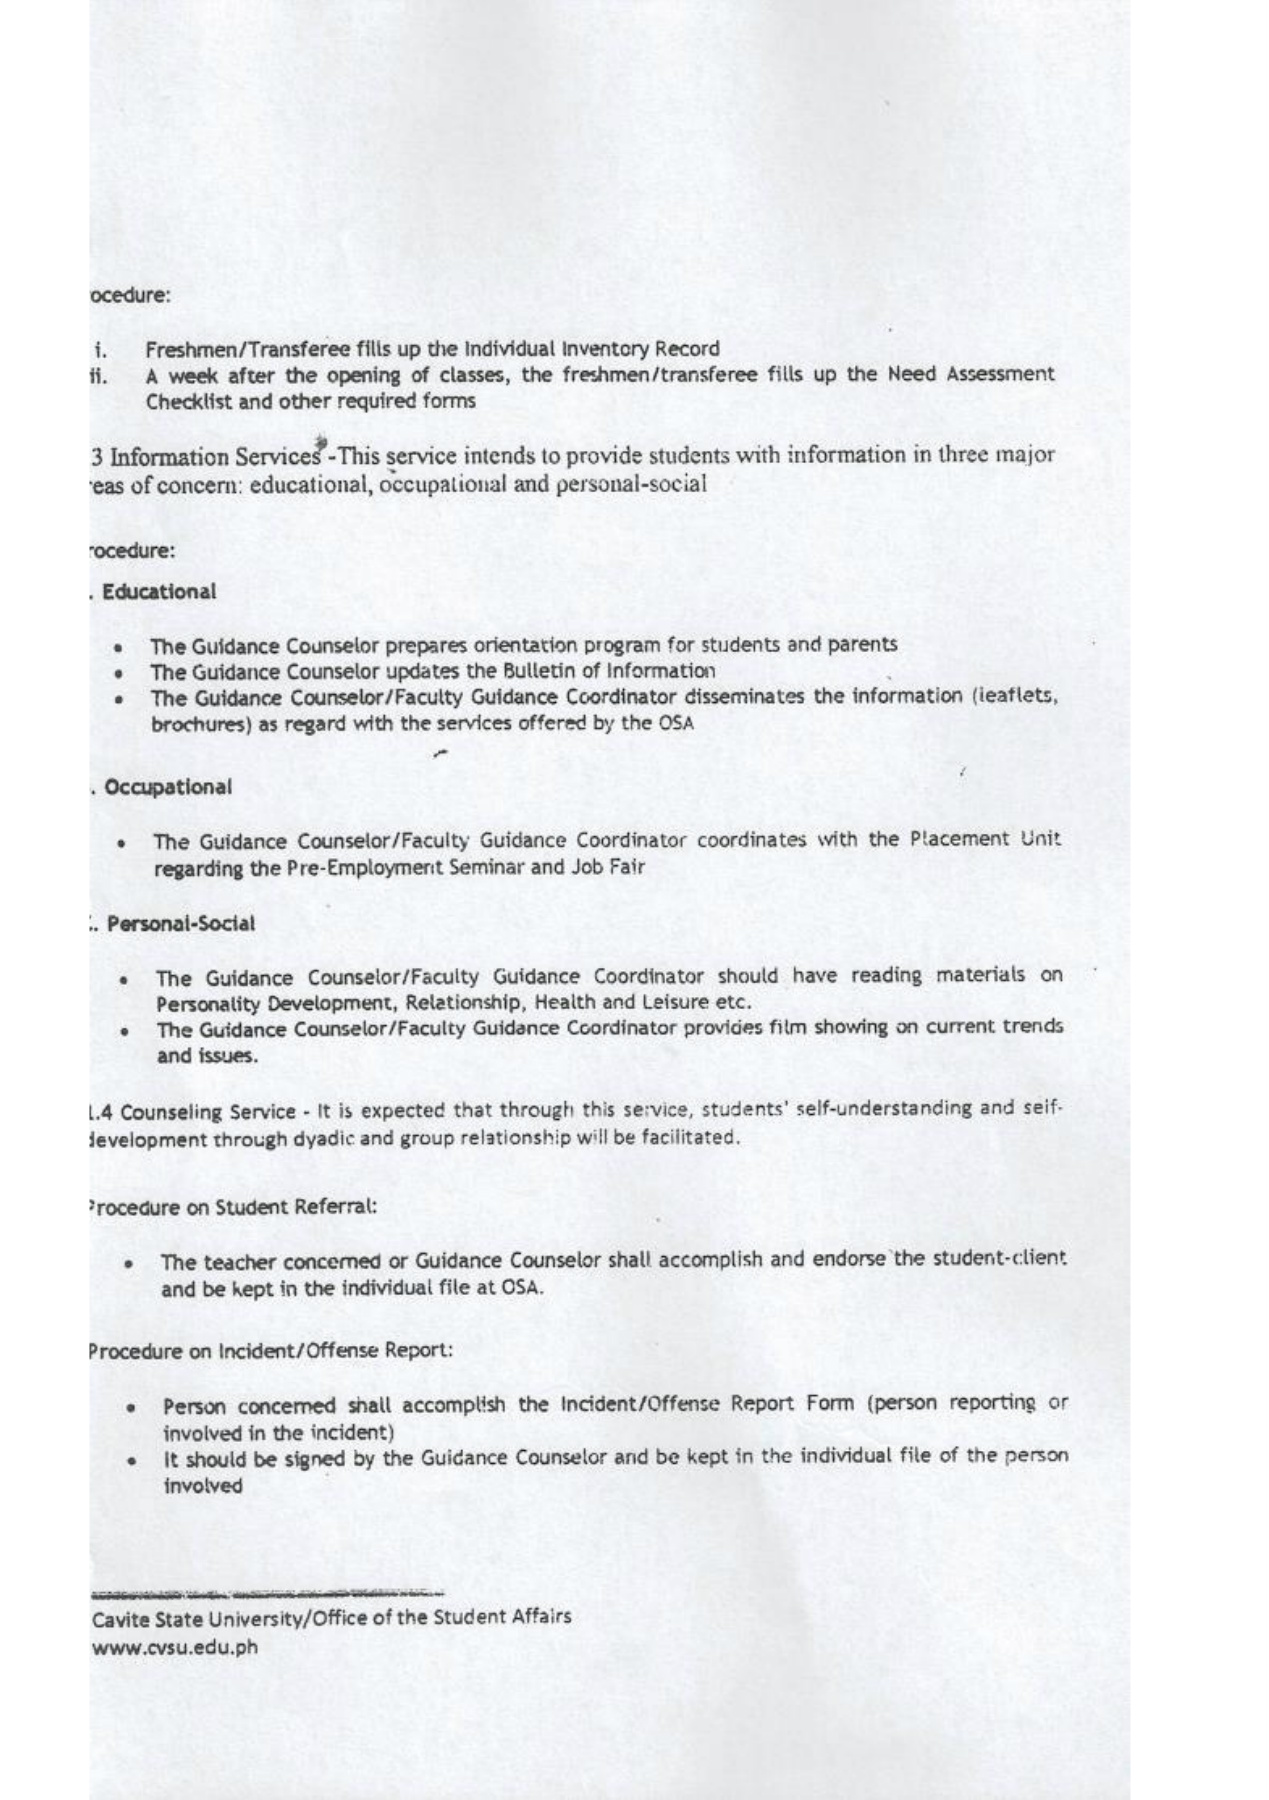 ocedure:
i. Freshmen/Transferee fills up the Individual Inventory Record
ii. A week after the opening of classes, the freshmen/transferee fills up the Need Assessment
Checklist and other required forms
3 Information Services -This service intends to provide students with information in three major
eas of concern: educational, occupational and personal-social
rocedure:
. Educational
• The Guidance Counselor prepares orientation program for students and parents
• The Guidance Counselor updates the Bulletin of Information
• The Guidance Counselor/Faculty Guidance Coordinator disseminates the information (leaflets,
brochures) as regard with the services offered by the OSA
. Occupational
• The Guidance Counselor/Faculty Guidance Coordinator coordinates with the Placement Unit
regarding the Pre-Employment Seminar and Job Fair
. Personal-Social
• The Guidance Counselor/Faculty Guidance Coordinator should have reading materials on
Personality Development, Relationship, Health and Leisure etc.
• The Guidance Counselor/Faculty Guidance Coordinator provides film showing on current trends
and issues.
1.4 Counseling Service - It is expected that through this service, students' self-understanding and self-
development through dyadic and group relationship will be facilitated.
Procedure on Student Referral:
• The teacher concerned or Guidance Counselor shall accomplish and endorse the student-client
and be kept in the individual file at OSA.
Procedure on Incident/Offense Report:
• Person concerned shall accomplish the Incident/Offense Report Form (person reporting or
involved in the incident)
• It should be signed by the Guidance Counselor and be kept in the individual file of the person
involved
Cavite State University/Office of the Student Affairs
www.cvsu.edu.ph